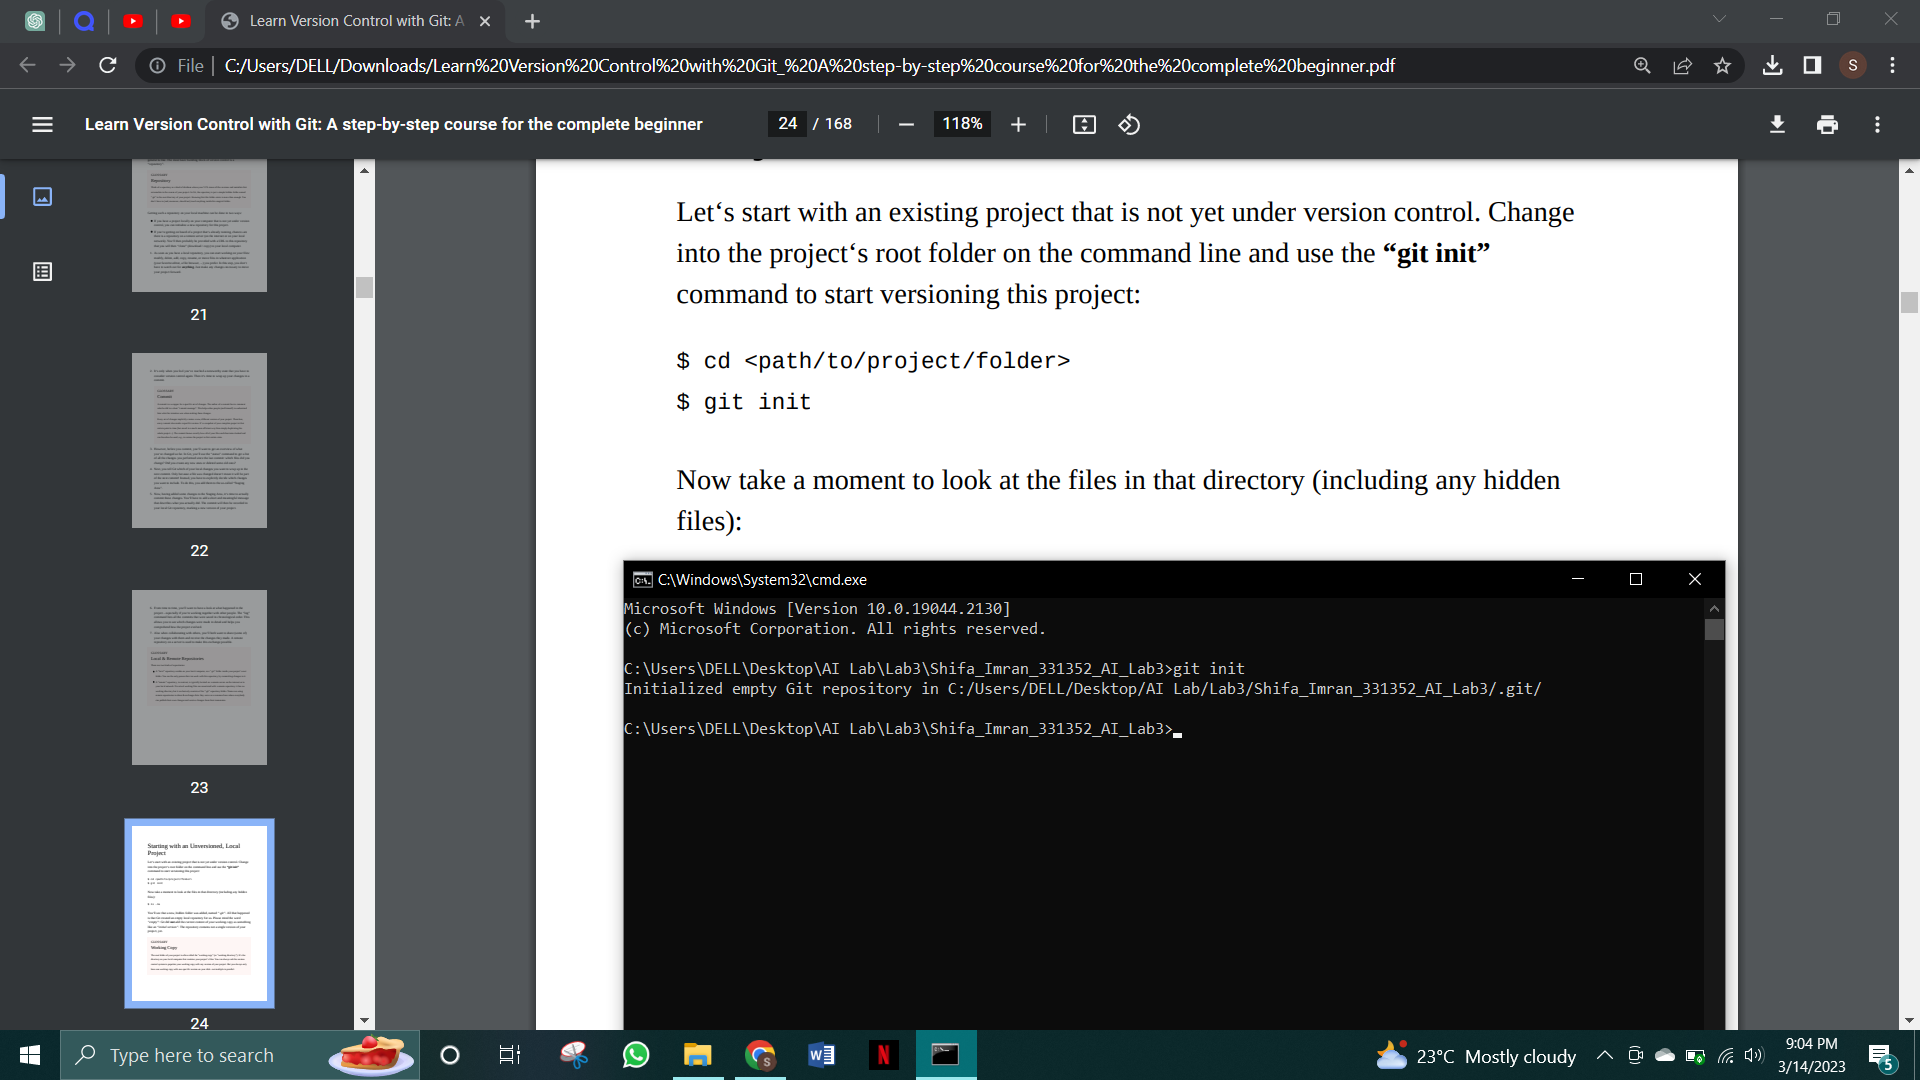 Learn Version Control with Git: A
File
C:/Users/DELL/Downloads/Learn%20Version%20Control%20with%20Git_%20A%20step-by-step%20course%20for%20the%20complete%20beginner.pdf
S
Learn Version Control with Git: A step-by-step course for the complete beginner
24 / 168
118%
21
22
23
Starting with an Unversioned, Local
Project
24
Let‘s start with an existing project that is not yet under version control. Change
into the project‘s root folder on the command line and use the “git init”
command to start versioning this project:
$ cd <path/to/project/folder>
$ git init
Now take a moment to look at the files in that directory (including any hidden
files):
C:\Windows\System32\cmd.exe
Microsoft Windows [Version 10.0.19044.2130]
(c) Microsoft Corporation. All rights reserved.
C:\Users\DELL\Desktop\AI Lab\Lab3\Shifa_Imran_331352_AI_Lab3>git init
Initialized empty Git repository in C:/Users/DELL/Desktop/AI Lab/Lab3/Shifa_Imran_331352_AI_Lab3/.git/
C:\Users\DELL\Desktop\AI Lab\Lab3\Shifa_Imran_331352_AI_Lab3>
Type here to search
23°C Mostly cloudy
9:04 PM
3/14/2023
5